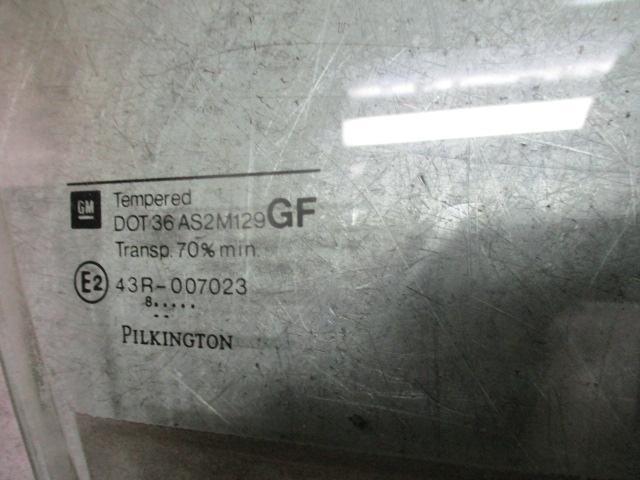 GM Tempered
DOT 36 AS2 M129 GF
Transp. 70% min.
E2 43R-007023
8.....
--
PILKINGTON